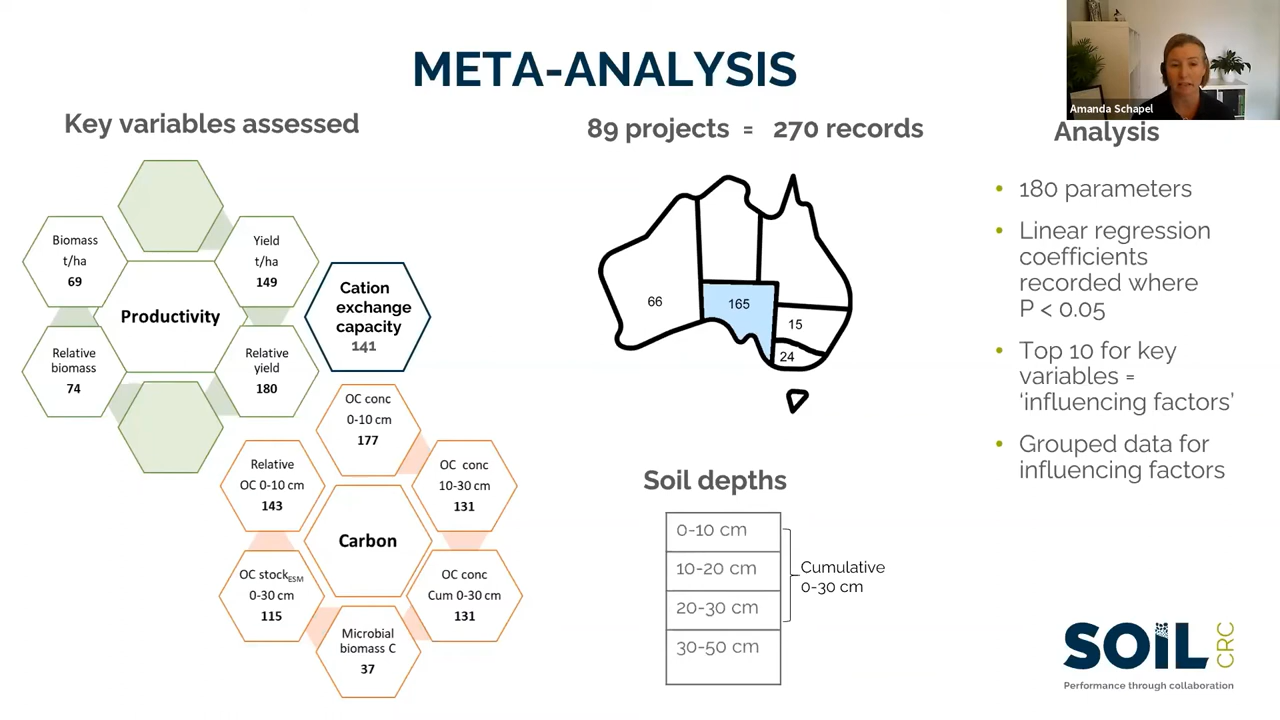 META-ANALYSIS
Amanda Schapel
Key variables assessed
Biomass
t/ha
69
Yield
t/ha
149
Productivity
Relative
biomass
74
Relative
yield
180
Cation
exchange
capacity
141
OC conc
0-10 cm
177
Relative
OC 0-10 cm
143
OC conc
10-30 cm
131
Carbon
OC stockESM
0-30 cm
115
OC conc
Cum 0-30 cm
131
Microbial
biomass C
37
89 projects = 270 records
66
165
15
24
Soil depths
0-10 cm
10-20 cm
20-30 cm
30-50 cm
Cumulative
0-30 cm
Analysis
• 180 parameters
• Linear regression
coefficients
recorded where
P < 0.05
• Top 10 for key
variables =
‘influencing factors’
• Grouped data for
influencing factors
SOIL CRC
Performance through collaboration